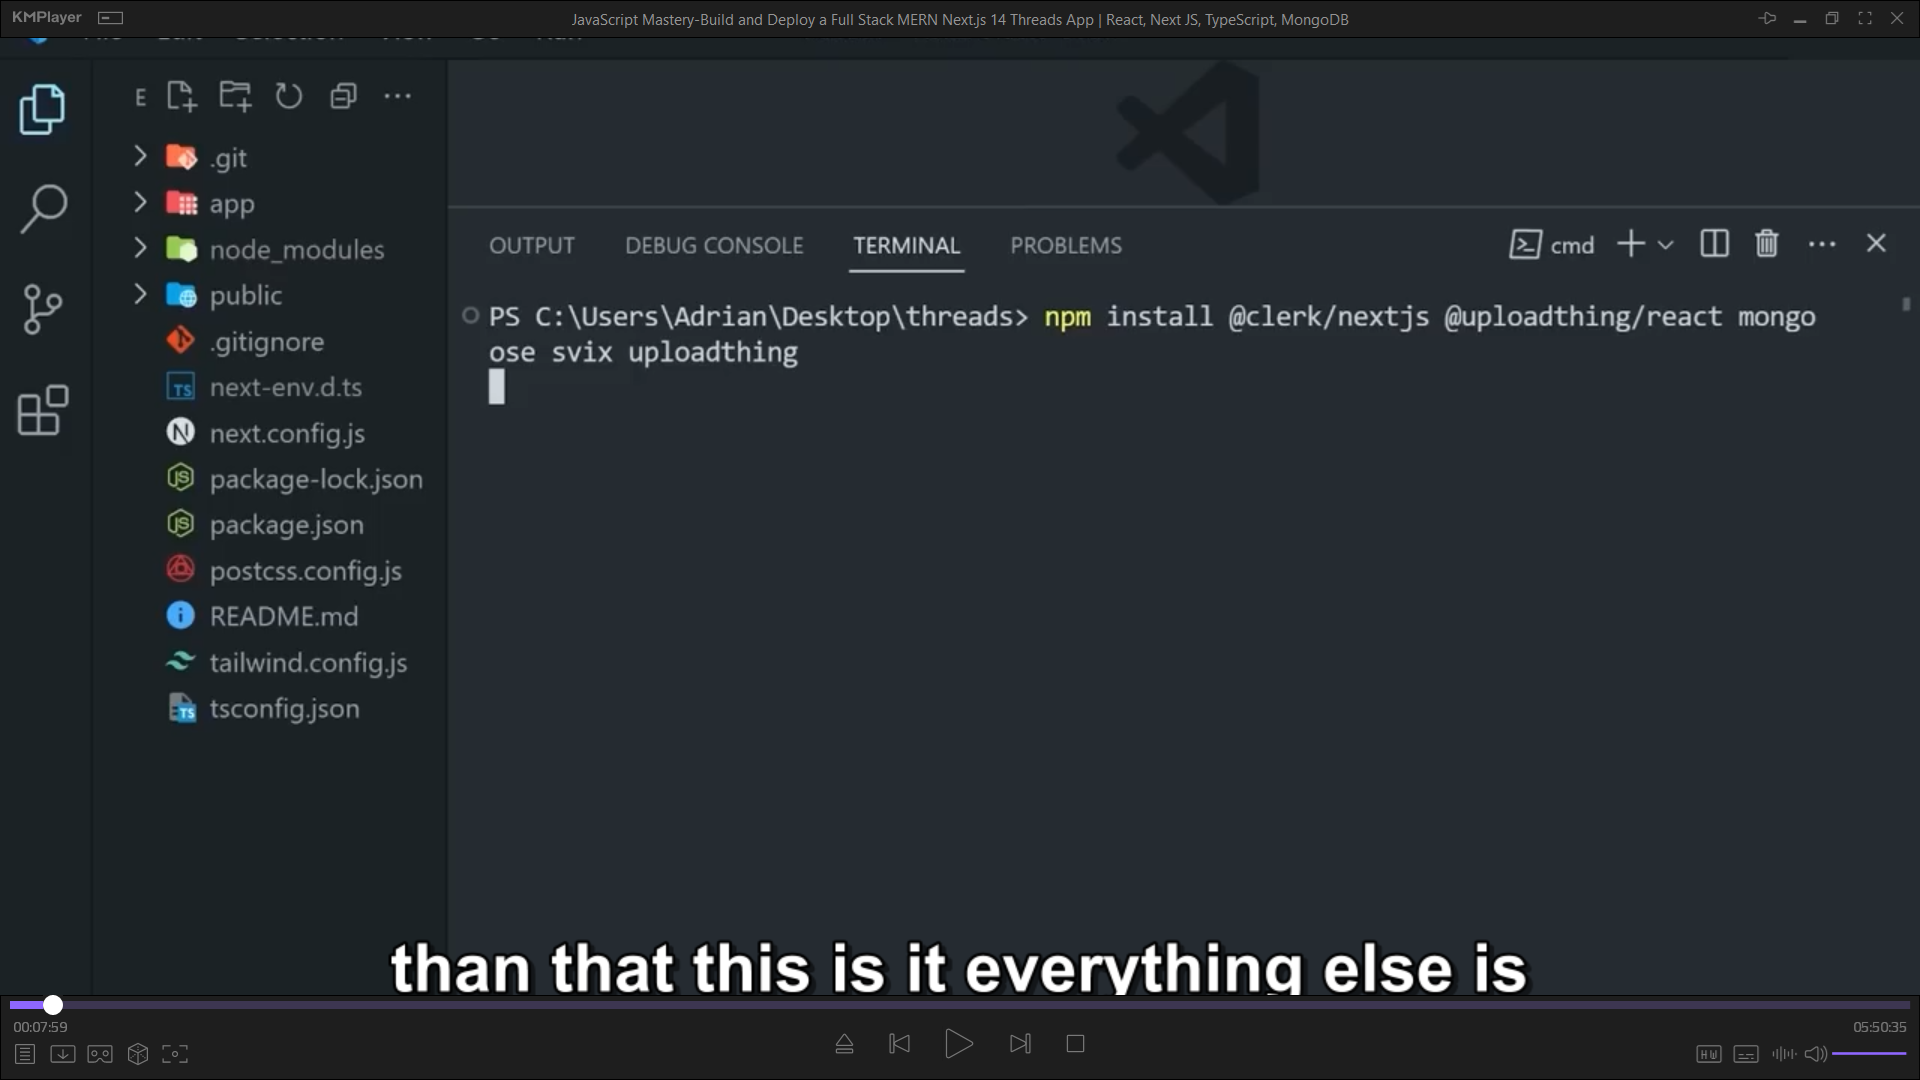 KMPlayer
JavaScript Mastery-Build and Deploy a Full Stack MERN Next.js 14 Threads App | React, Next JS, TypeScript, MongoDB
E
.git
app
node_modules
public
.gitignore
next-env.d.ts
next.config.js
package-lock.json
package.json
postcss.config.js
README.md
tailwind.config.js
tsconfig.json
OUTPUT DEBUG CONSOLE TERMINAL PROBLEMS cmd
PS C:\Users\Adrian\Desktop\threads> npm install @clerk/nextjs @uploadthing/react mongo
ose svix uploadthing
than that this is it everything else is
00:07:59 05:50:35